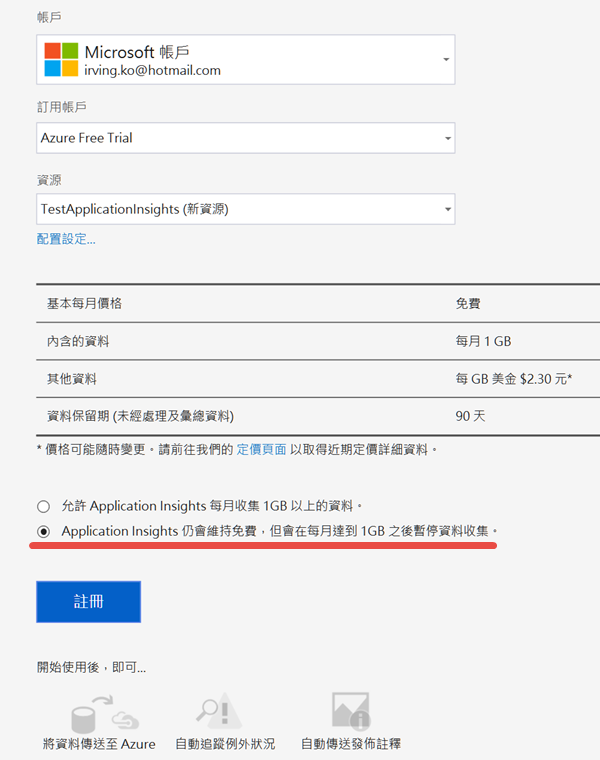 帳戶
Microsoft 帳戶
irving.ko@hotmail.com
訂用帳戶
Azure Free Trial
資源
TestApplicationInsights (新資源)
配置設定...
基本每月價格 免費
內含的資料 每月 1 GB
其他資料 每 GB 美金 $2.30 元*
資料保留期 (未經處理及彙總資料) 90 天
* 價格可能隨時變更。請前往我們的 定價頁面 以取得近期定價詳細資料。
允許 Application Insights 每月收集 1GB 以上的資料。
Application Insights 仍會維持免費，但會在每月達到 1GB 之後暫停資料收集。
註冊
開始使用後，即可...
將資料傳送至 Azure 自動追蹤例外狀況 自動傳送發佈註釋